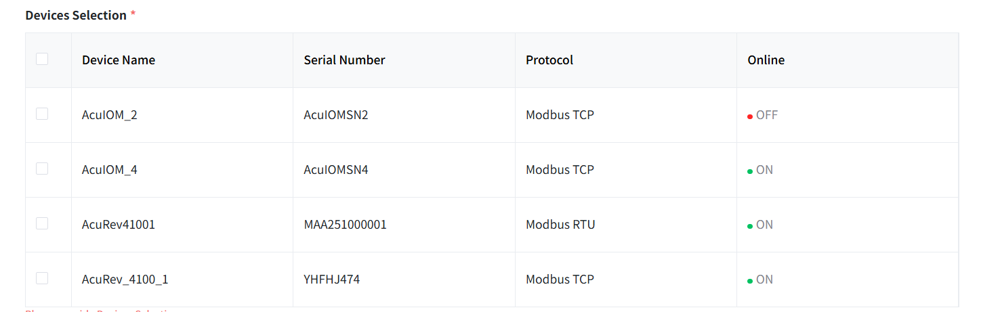 Devices Selection *
Device Name Serial Number Protocol Online
AcuIOM_2 AcuIOMSN2 Modbus TCP OFF
AcuIOM_4 AcuIOMSN4 Modbus TCP ON
AcuRev41001 MAA251000001 Modbus RTU ON
AcuRev_4100_1 YHFHJ474 Modbus TCP ON